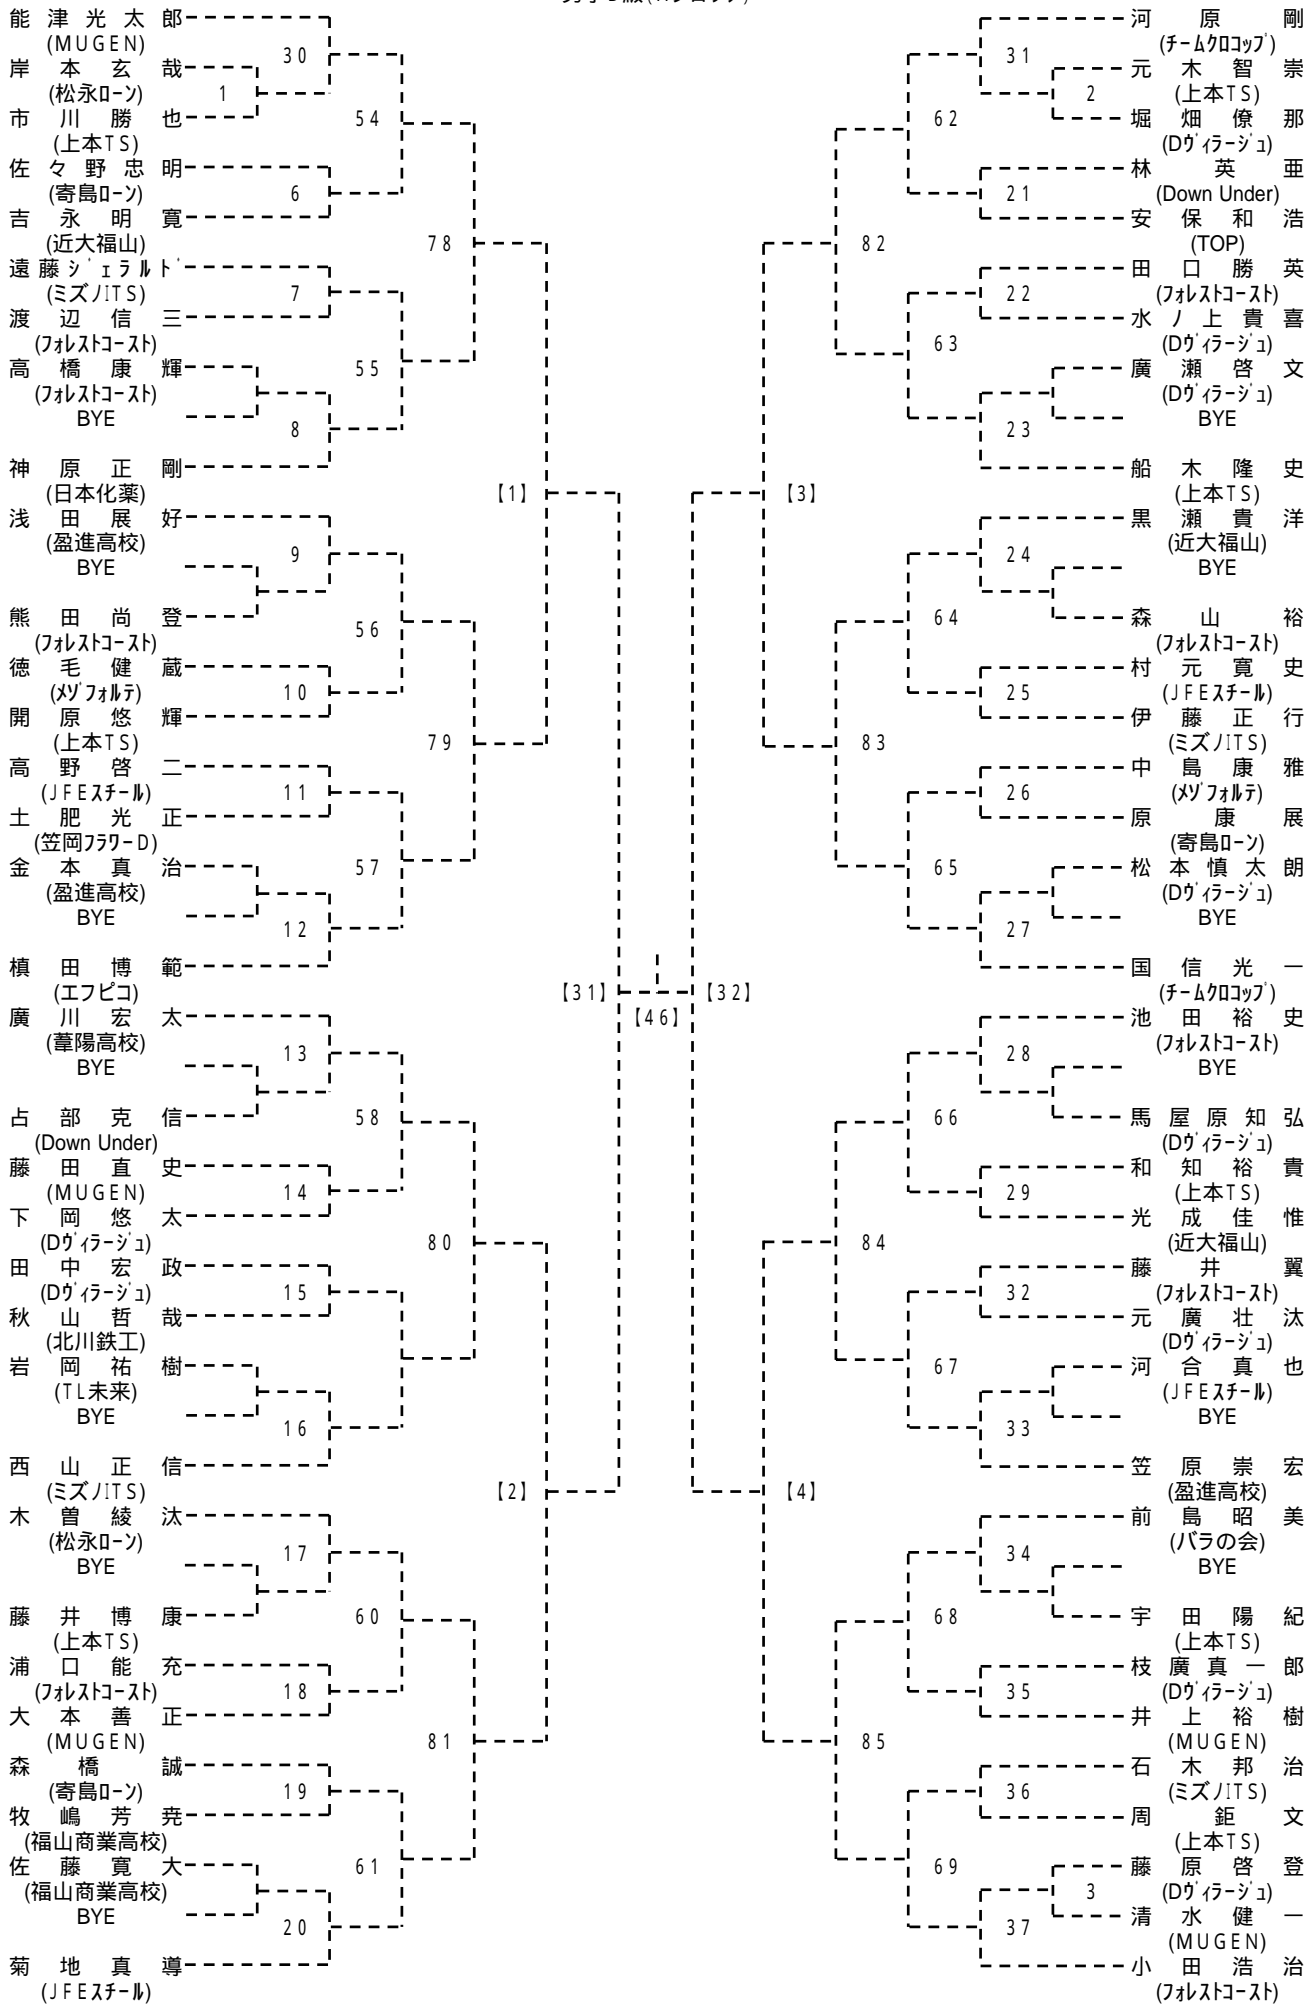 能津光太郎
(MUGEN)
岸本玄哉
(松永ローン)
市川勝也
(上本TS)
佐々野忠明
(寄島ローン)
吉永明寛
(近大福山)
遠藤ジェラルド
(ミズノITS)
渡辺信三
(フォレストコースト)
高橋康輝
(フォレストコースト)
BYE
神原正剛
(日本化薬)
浅田展好
(盈進高校)
BYE
熊田尚登
(フォレストコースト)
徳毛健蔵
(メゾフォルテ)
開原悠輝
(上本TS)
高野啓二
(JFEスチール)
土肥光正
(笠岡フラワーD)
金本真治
(盈進高校)
BYE
槙田博範
(エフピコ)
廣川宏太
(葦陽高校)
BYE
占部克信
(Down Under)
藤田直史
(MUGEN)
下岡悠太
(Dヴィラージュ)
田中宏政
(Dヴィラージュ)
秋山哲哉
(北川鉄工)
岩岡祐樹
(TL未来)
BYE
西山正信
(ミズノITS)
木曽綾汰
(松永ローン)
BYE
藤井博康
(上本TS)
浦口能充
(フォレストコースト)
大本善正
(MUGEN)
森橋誠
(寄島ローン)
牧嶋芳尭
(福山商業高校)
佐藤寛大
(福山商業高校)
BYE
菊地真導
(JFEスチール)
30
1
54
6
78
7
55
8
【1】
9
56
10
79
11
57
12
【31】
【46】
【32】
13
58
14
80
15
16
【2】
17
60
18
81
19
61
20
31
2
62
21
82
22
63
23
【3】
24
64
25
83
26
65
27
28
66
29
84
32
67
33
【4】
34
68
35
85
36
69
3
37
河原剛
(チームクロコップ)
元木智崇
(上本TS)
堀畑僚那
(Dヴィラージュ)
林英亜
(Down Under)
安保和浩
(TOP)
田口勝英
(フォレストコースト)
水ノ上貴喜
(Dヴィラージュ)
廣瀬啓文
(Dヴィラージュ)
BYE
船木隆史
(上本TS)
黒瀬貴洋
(近大福山)
BYE
森山裕
(フォレストコースト)
村元寛史
(JFEスチール)
伊藤正行
(ミズノITS)
中島康雅
(メゾフォルテ)
原康展
(寄島ローン)
松本慎太朗
(Dヴィラージュ)
BYE
国信光一
(チームクロコップ)
池田裕史
(フォレストコースト)
BYE
馬屋原知弘
(Dヴィラージュ)
和知裕貴
(上本TS)
光成佳惟
(近大福山)
藤井翼
(フォレストコースト)
元廣壮汰
(Dヴィラージュ)
河合真也
(JFEスチール)
BYE
笠原崇宏
(盈進高校)
前島昭美
(バラの会)
BYE
宇田陽紀
(上本TS)
枝廣真一郎
(Dヴィラージュ)
井上裕樹
(MUGEN)
石木邦治
(ミズノITS)
周鉅文
(上本TS)
藤原啓登
(Dヴィラージュ)
清水健一
(MUGEN)
小田浩治
(フォレストコースト)